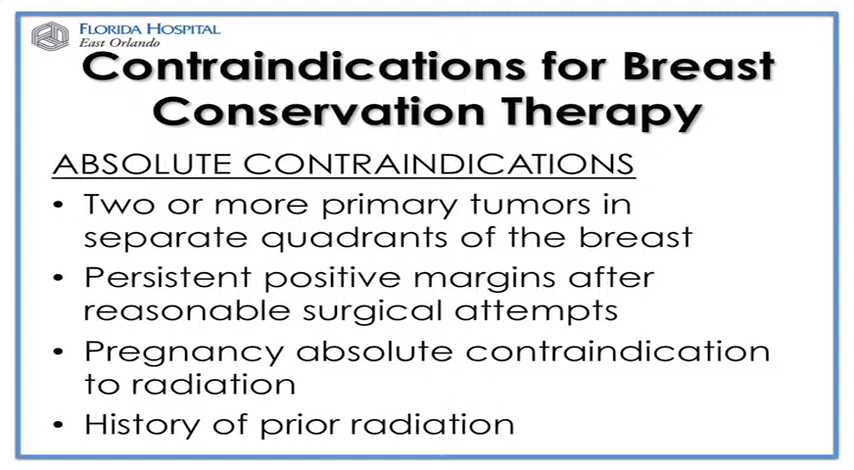 FLORIDA HOSPITAL
East Orlando
Contraindications for Breast
Conservation Therapy
ABSOLUTE CONTRAINDICATIONS
• Two or more primary tumors in
separate quadrants of the breast
• Persistent positive margins after
reasonable surgical attempts
• Pregnancy absolute contraindication
to radiation
• History of prior radiation